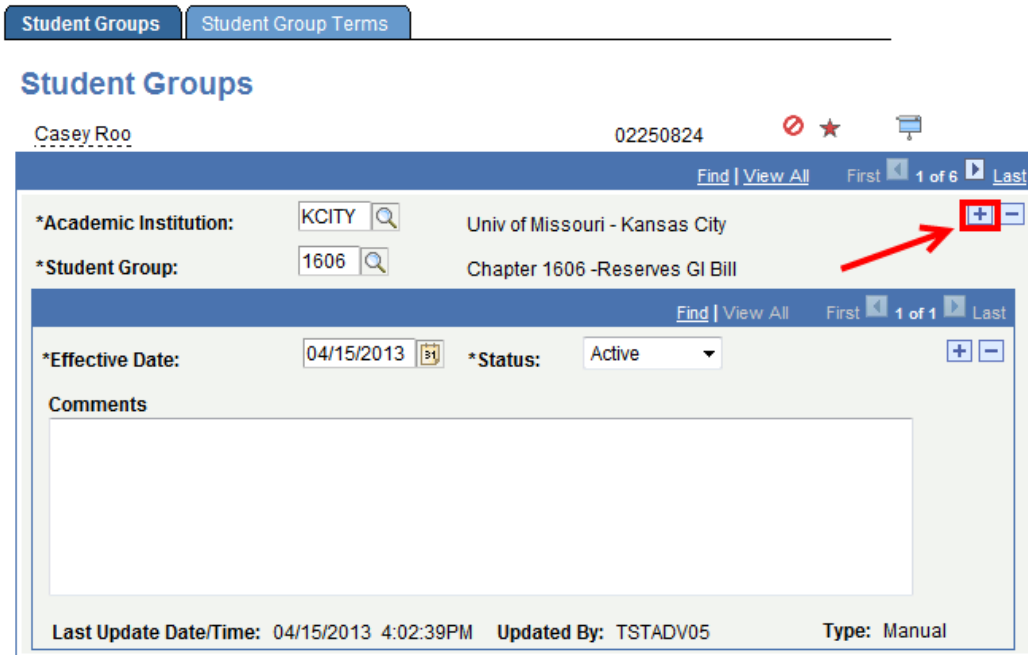 Student Groups Student Group Terms
Student Groups
Casey Roo 02250824
Find | View All First 1 of 6 Last
*Academic Institution: KCITY Univ of Missouri - Kansas City
*Student Group: 1606 Chapter 1606 -Reserves GI Bill
Find | View All First 1 of 1 Last
*Effective Date: 04/15/2013 31 *Status: Active
Comments
Last Update Date/Time: 04/15/2013 4:02:39PM Updated By: TSTADV05 Type: Manual